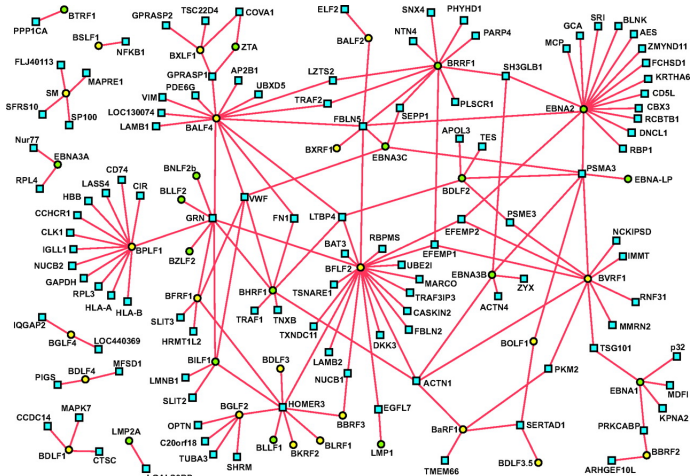 BTRF1
PPP1CA
BSLF1
NFKB1
GPRASP2
TSC22D4
COVA1
BXLF1
ZTA
GPRASP1
ELF2
BALF2
SNX4
PHYHD1
NTN4
PARP4
BRRF1
SH3GLB1
PLSCR1
SRI
BLNK
GCA
AES
MCP
ZMYND11
FCHSD1
KRTHA6
CD5L
CBX3
RCBTB1
DNCL1
RBP1
EBNA2
FLJ40113
SM
MAPRE1
SFRS10
SP100
PDE6G
AP2B1
UBXD5
VIM
LOC130074
LAMB1
BALF4
LZTS2
TRAF2
FBLN5
SEPP1
BXRF1
EBNA3C
APOL3
TES
BDLF2
PSMA3
EBNA-LP
Nur77
EBNA3A
RPL4
BNLF2b
BLLF2
GRN
VWF
FN1
LTBP4
BZLF2
CD74
LASS4
CIR
HBB
CCHCR1
CLK1
IGLL1
NUCB2
GAPDH
RPL3
HLA-A
HLA-B
BPLF1
BAT3
RBPMS
BFLF2
UBE2I
MARCO
TRAF3IP3
CASKIN2
FBLN2
DKK3
TSNARE1
TXNDC11
LAMB2
NUCB1
EFEMP2
EFEMP1
PSME3
EBNA3B
ZYX
ACTN4
NCKIPSD
IMMT
BVRF1
RNF31
MMRN2
BFRF1
SLIT3
HRMT1L2
BHRF1
TRAF1
TNXB
IQGAP2
BGLF4
LOC440369
BDLF4
MFSD1
PIGS
BILF1
LMNB1
SLIT2
BDLF3
HOMER3
BGLF2
OPTN
C20orf18
TUBA3
SHRM
BLLF1
BKRF2
BLRF1
BBRF3
EGFL7
LMP1
ACTN1
BOLF1
PKM2
TSG101
p32
EBNA1
MDFI
KPNA2
PRKCABP
BBRF2
ARHGEF10L
BaRF1
SERTAD1
TMEM66
BDLF3.5
CCDC14
MAPK7
BDLF1
CTSC
LMP2A